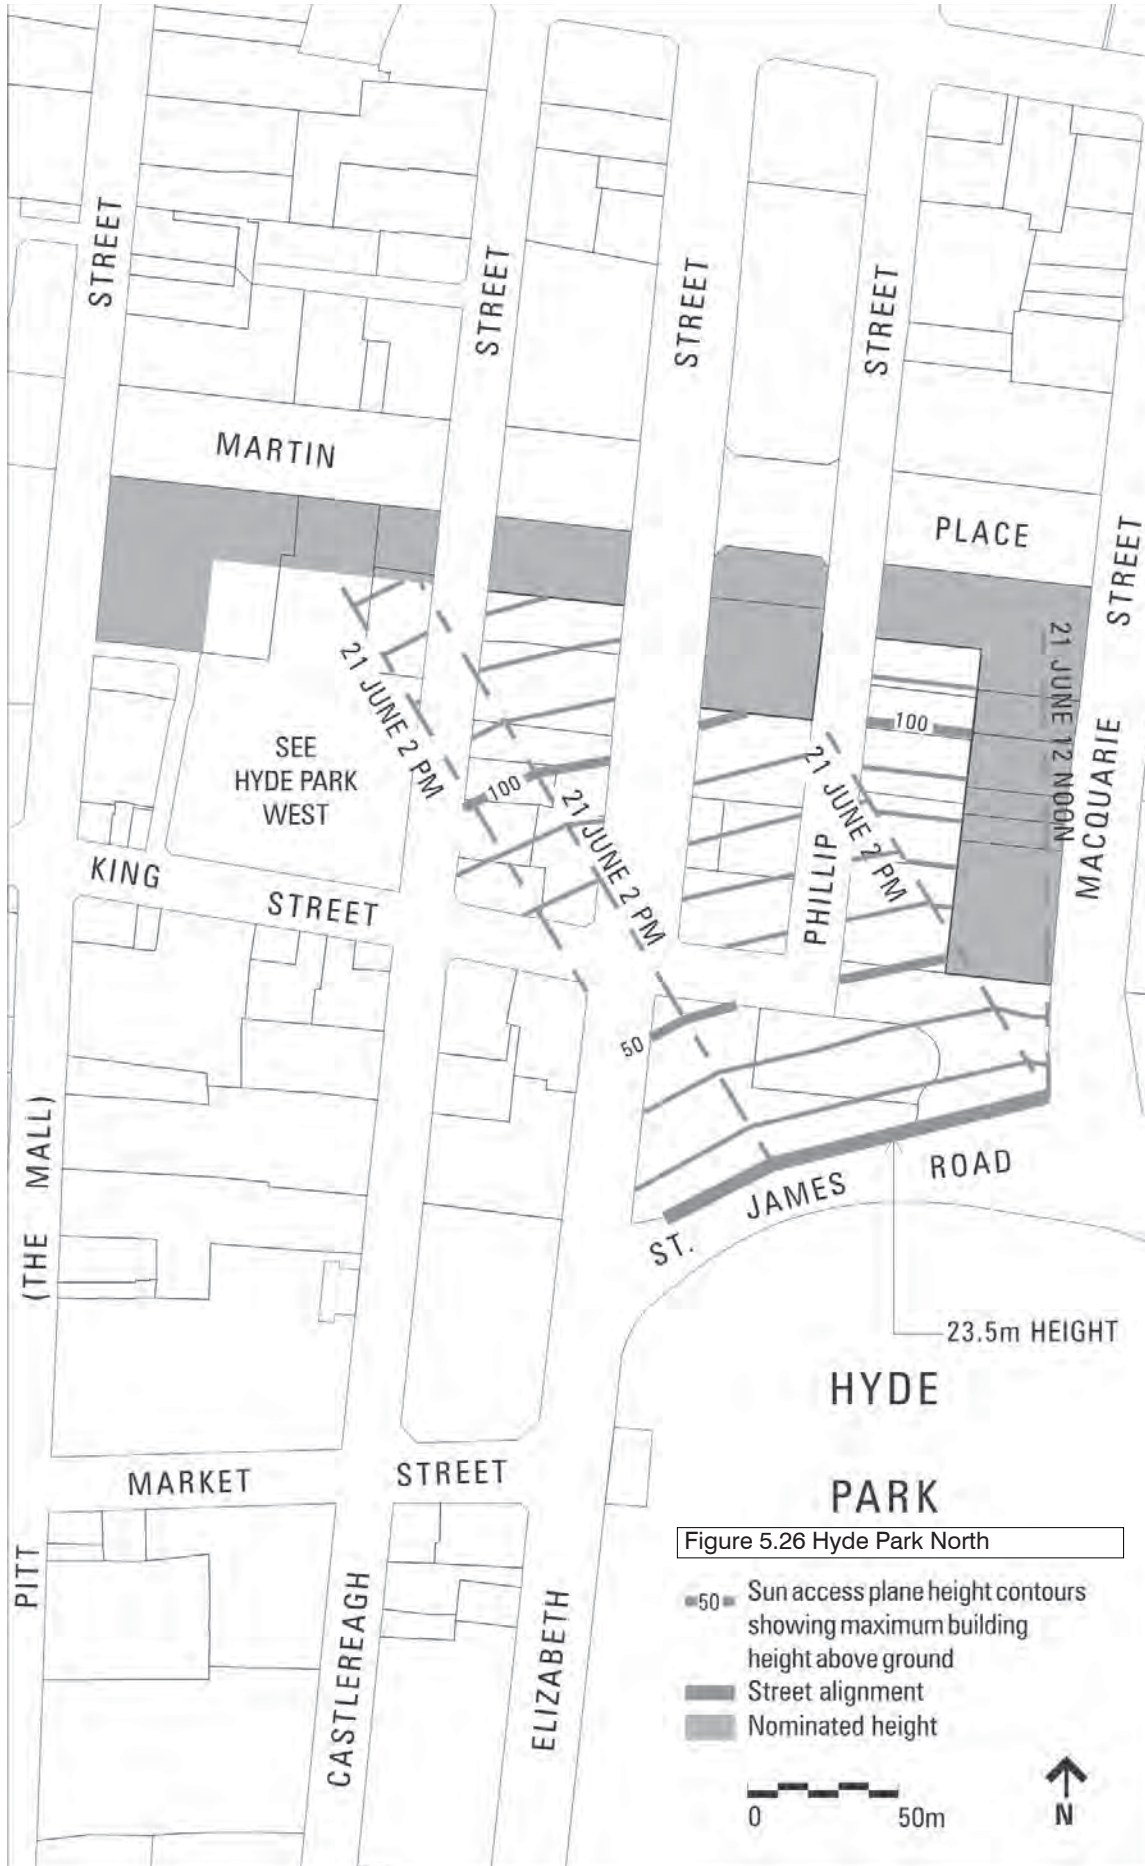 STREET
STREET
STREET
STREET
MARTIN
PLACE
STREET
21 JUNE 2 PM
21 JUNE 12 NOON
100
MACQUARIE
SEE
HYDE PARK
WEST
100
21 JUNE 2 PM
21 JUNE 2 PM
PHILLIP
KING
STREET
50
(THE MALL)
ST. JAMES ROAD
23.5m HEIGHT
HYDE
PARK
MARKET
STREET
PITT
CASTLEREAGH
ELIZABETH
Figure 5.26 Hyde Park North
50 Sun access plane height contours
showing maximum building
height above ground
Street alignment
Nominated height
0 50m
N